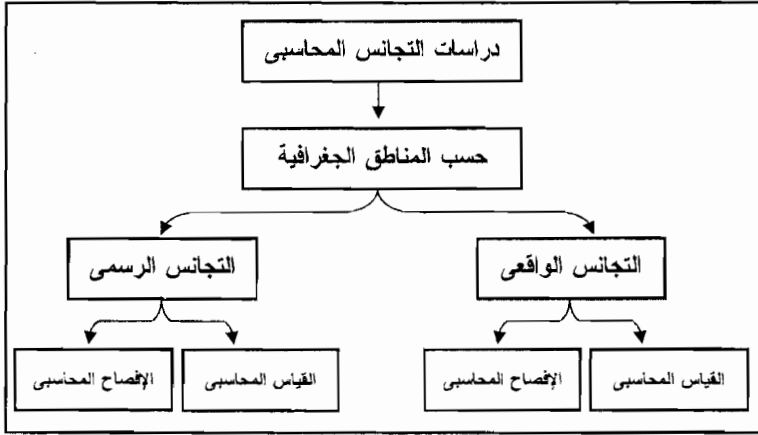 دراسات التجانس المحاسبى
حسب المناطق الجغرافية
التجانس الواقعى
التجانس الرسمى
القياس المحاسبى
الإفصاح المحاسبى
القياس المحاسبى
الإفصاح المحاسبى